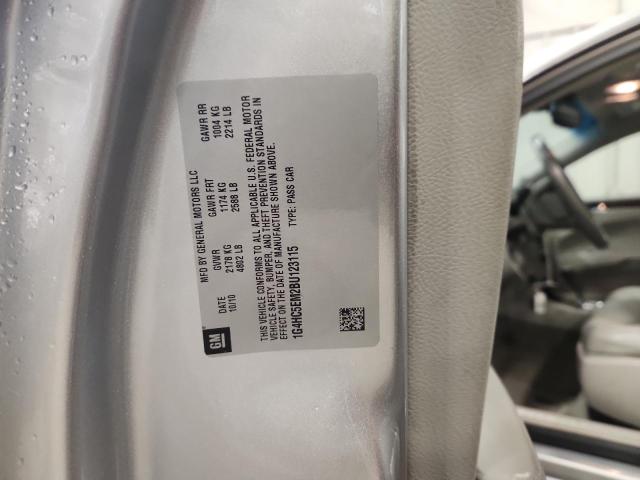 GM
MFD BY GENERAL MOTORS LLC
DATE GVWR GAWR FRT GAWR RR
10/10 2178 KG 1174 KG 1004 KG
4802 LB 2588 LB 2214 LB
THIS VEHICLE CONFORMS TO ALL APPLICABLE U.S. FEDERAL MOTOR
VEHICLE SAFETY, BUMPER, AND THEFT PREVENTION STANDARDS IN
EFFECT ON THE DATE OF MANUFACTURE SHOWN ABOVE.
1G4HC5EM2BU123115 TYPE: PASS CAR